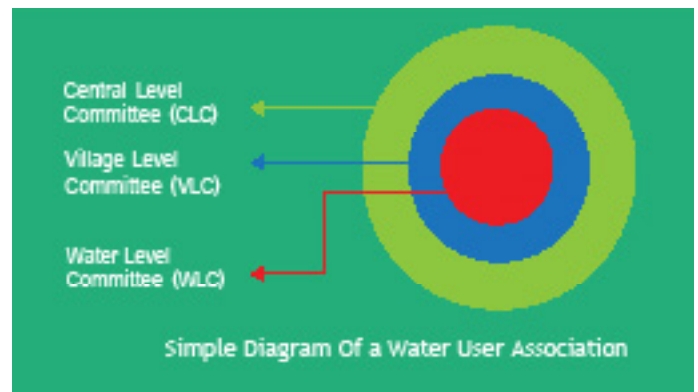 Central Level
Committee (CLC)
Village Level
Committee (VLC)
Water Level
Committee (WLC)
Simple Diagram Of a Water User Association